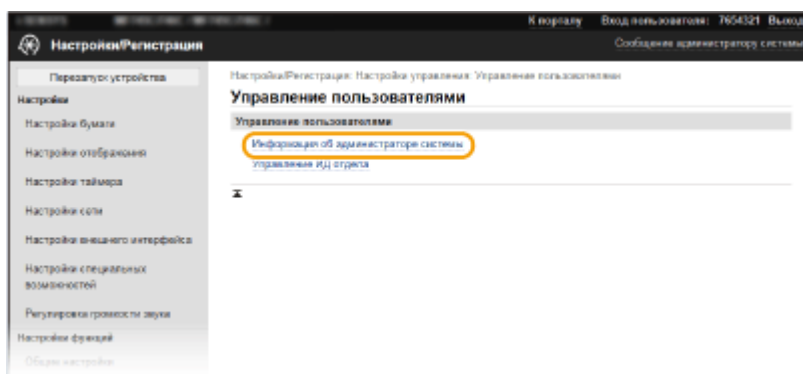 К порталу Вход пользователя: 7654321 Выход
Настройки/Регистрация
Сообщение администратору системы
Перезапуск устройства
Настройки
Настройки бумаги
Настройки отображения
Настройки таймера
Настройки сети
Настройки внешнего интерфейса
Настройки специальных
возможностей
Регулировка громкости звука
Настройки функций
Общие настройки
Настройки/Регистрация: Настройка управления: Управление пользователями
Управление пользователями
Управление пользователями
Информация об администраторе системы
Управление ИД отдела